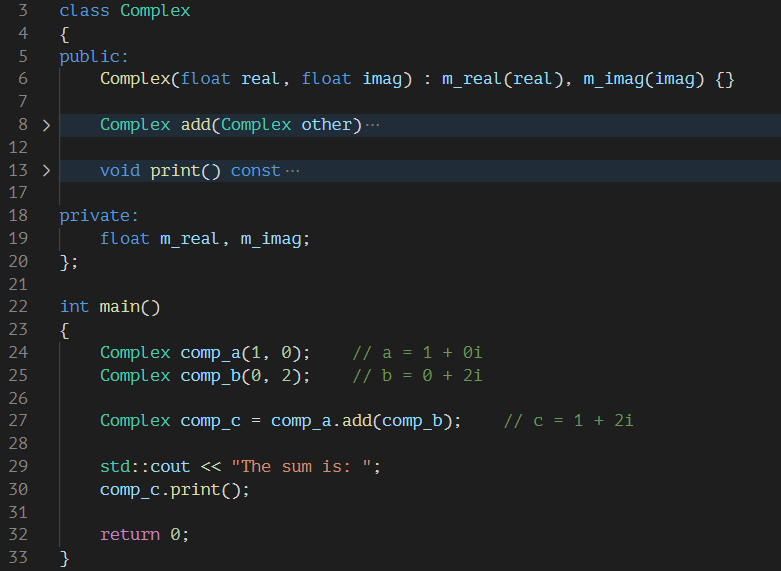 3 class Complex
4 {
5 public:
6     Complex(float real, float imag) : m_real(real), m_imag(imag) {}
7
8 >     Complex add(Complex other)···
12
13 >     void print() const···
17
18 private:
19     float m_real, m_imag;
20 };
21
22 int main()
23 {
24     Complex comp_a(1, 0);    // a = 1 + 0i
25     Complex comp_b(0, 2);    // b = 0 + 2i
26
27     Complex comp_c = comp_a.add(comp_b);    // c = 1 + 2i
28
29     std::cout << "The sum is: ";
30     comp_c.print();
31
32     return 0;
33 }